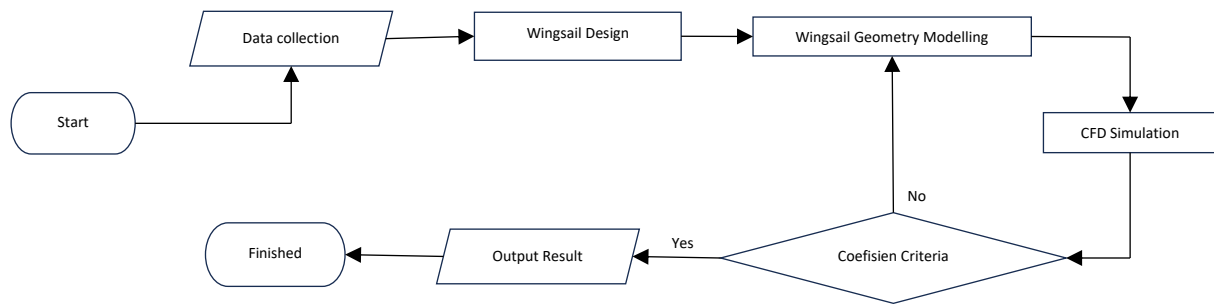 Start
Data collection
Wingsail Design
Wingsail Geometry Modelling
CFD Simulation
Coefisien Criteria
No
Yes
Output Result
Finished